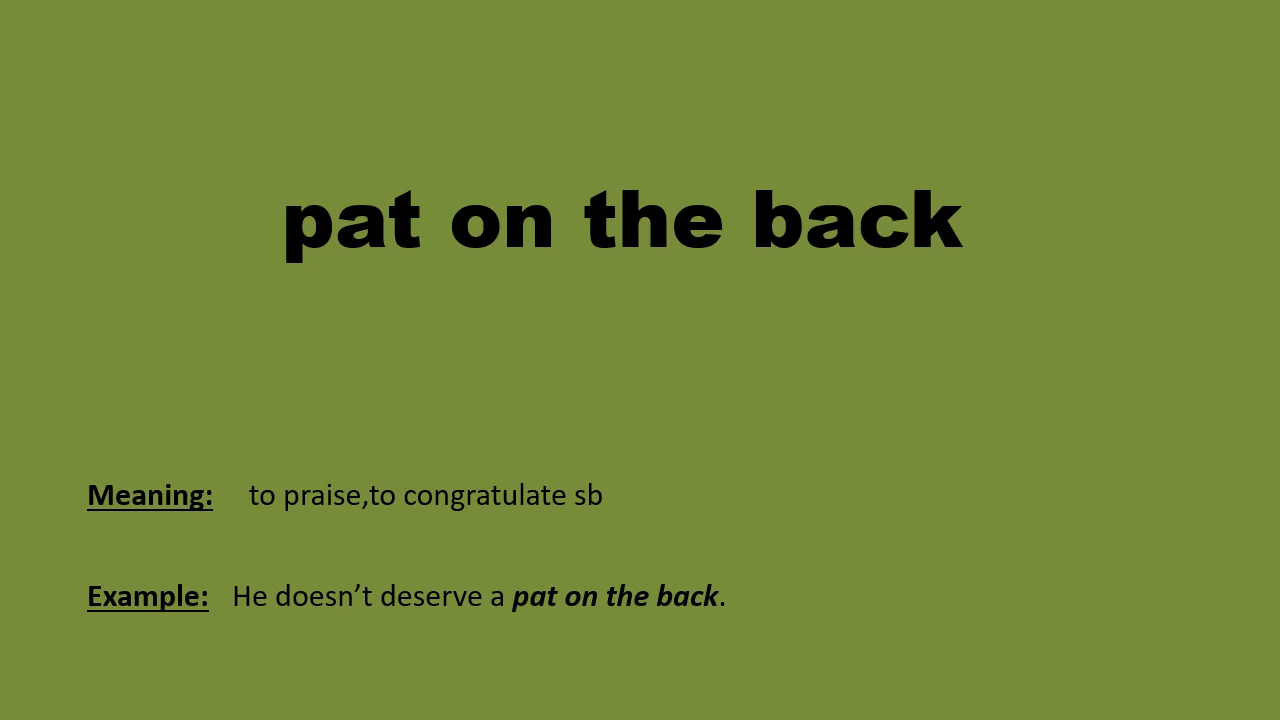 pat on the back
Meaning: to praise,to congratulate sb
Example: He doesn’t deserve a pat on the back.